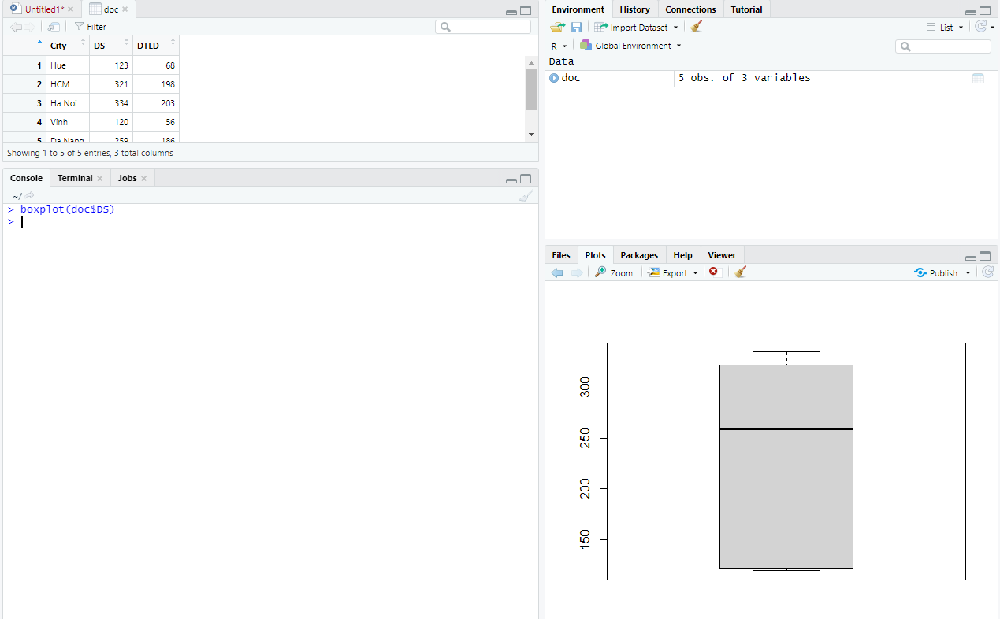 Untitled1*
doc
Filter
City DS DTLD
1 Hue 123 68
2 HCM 321 198
3 Ha Noi 334 203
4 Vinh 120 56
5 Da Nang 259 186
Showing 1 to 5 of 5 entries, 3 total columns
Console Terminal Jobs
~/
> boxplot(doc$DS)
>
Environment History Connections Tutorial
Import Dataset List
R Global Environment
Data
doc 5 obs. of 3 variables
Files Plots Packages Help Viewer
Zoom Export Publish
300
250
200
150